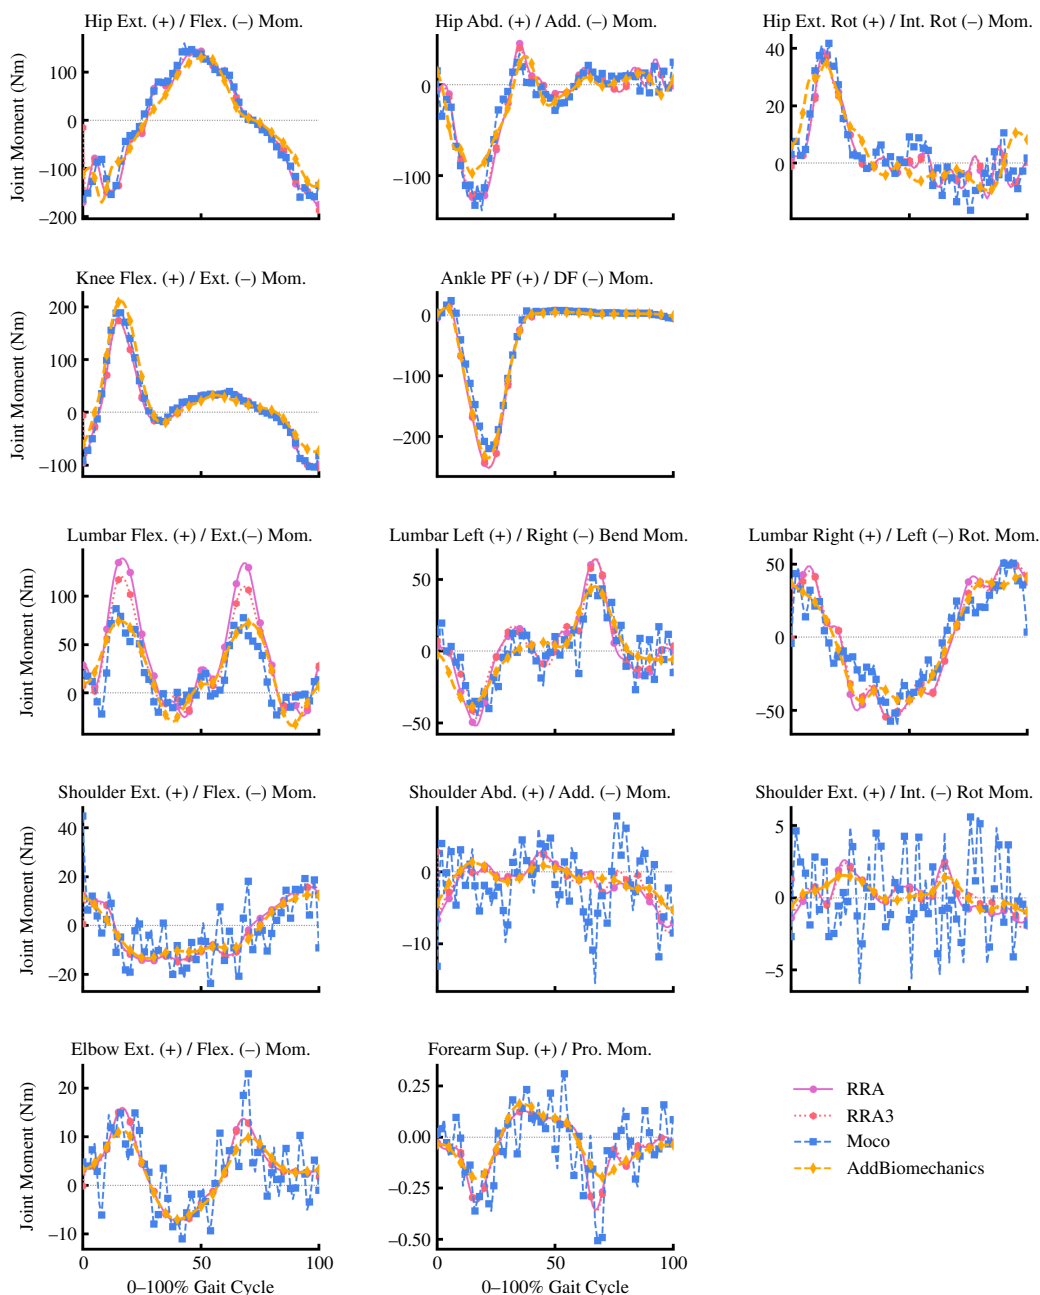 Hip Ext. (+) / Flex. (–) Mom.
Hip Abd. (+) / Add. (–) Mom.
Hip Ext. Rot (+) / Int. Rot (–) Mom.
Joint Moment (Nm)
100
0
–100
–200
0
–100
40
20
0
Knee Flex. (+) / Ext. (–) Mom.
Ankle PF (+) / DF (–) Mom.
Joint Moment (Nm)
200
100
0
–100
0
–100
–200
Lumbar Flex. (+) / Ext.(–) Mom.
Lumbar Left (+) / Right (–) Bend Mom.
Lumbar Right (+) / Left (–) Rot. Mom.
Joint Moment (Nm)
100
50
0
50
0
–50
50
0
–50
Shoulder Ext. (+) / Flex. (–) Mom.
Shoulder Abd. (+) / Add. (–) Mom.
Shoulder Ext. (+) / Int. (–) Rot Mom.
Joint Moment (Nm)
40
20
0
–20
0
–10
5
0
–5
Elbow Ext. (+) / Flex. (–) Mom.
Forearm Sup. (+) / Pro. Mom.
Joint Moment (Nm)
20
10
0
–10
0.25
0.00
–0.25
–0.50
0 50 100
0 50 100
0–100% Gait Cycle
0–100% Gait Cycle
RRA
RRA3
Moco
AddBiomechanics